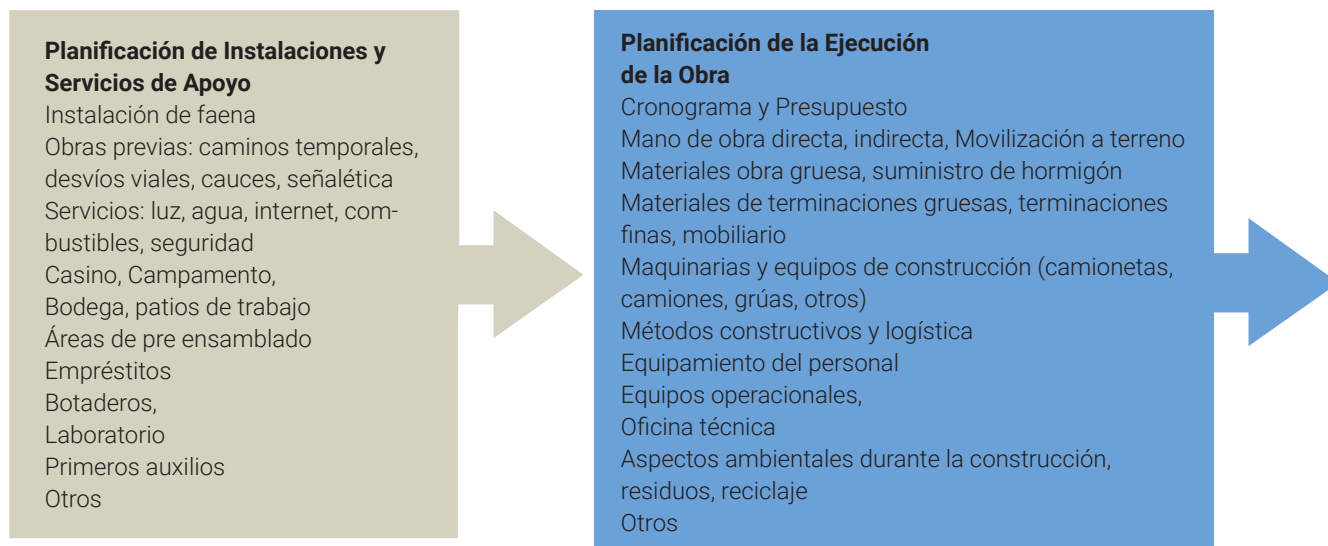 Planificación de Instalaciones y
Servicios de Apoyo
Instalación de faena
Obras previas: caminos temporales,
desvíos viales, cauces, señalética
Servicios: luz, agua, internet, com-
bustibles, seguridad
Casino, Campamento,
Bodega, patios de trabajo
Áreas de pre ensamblado
Empréstitos
Botaderos,
Laboratorio
Primeros auxilios
Otros
Planificación de la Ejecución
de la Obra
Cronograma y Presupuesto
Mano de obra directa, indirecta, Movilización a terreno
Materiales obra gruesa, suministro de hormigón
Materiales de terminaciones gruesas, terminaciones
finas, mobiliario
Maquinarias y equipos de construcción (camionetas,
camiones, grúas, otros)
Métodos constructivos y logística
Equipamiento del personal
Equipos operacionales,
Oficina técnica
Aspectos ambientales durante la construcción,
residuos, reciclaje
Otros